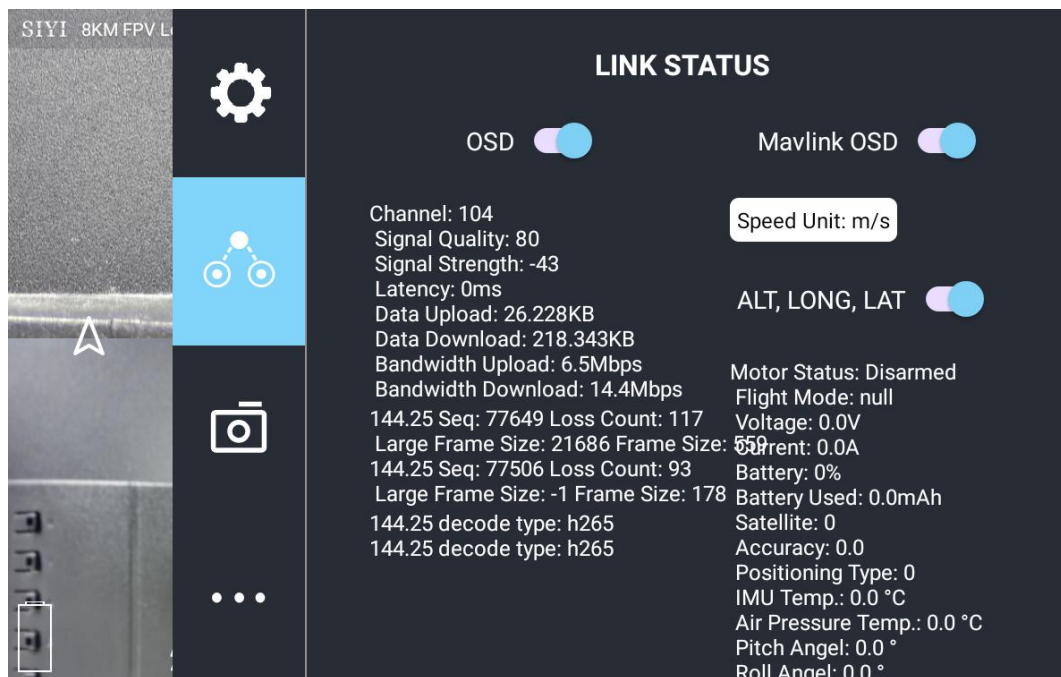 SIYI 8KM FPV L
LINK STATUS
OSD
Mavlink OSD
Channel: 104
Signal Quality: 80
Signal Strength: -43
Latency: 0ms
Data Upload: 26.228KB
Data Download: 218.343KB
Bandwidth Upload: 6.5Mbps
Bandwidth Download: 14.4Mbps
144.25 Seq: 77649 Loss Count: 117
Large Frame Size: 21686 Frame Size: 559
144.25 Seq: 77506 Loss Count: 93
Large Frame Size: -1 Frame Size: 178
144.25 decode type: h265
144.25 decode type: h265
Speed Unit: m/s
ALT, LONG, LAT
Motor Status: Disarmed
Flight Mode: null
Voltage: 0.0V
Current: 0.0A
Battery: 0%
Battery Used: 0.0mAh
Satellite: 0
Accuracy: 0.0
Positioning Type: 0
IMU Temp.: 0.0 °C
Air Pressure Temp.: 0.0 °C
Pitch Angel: 0.0 °
Roll Angel: 0.0 °